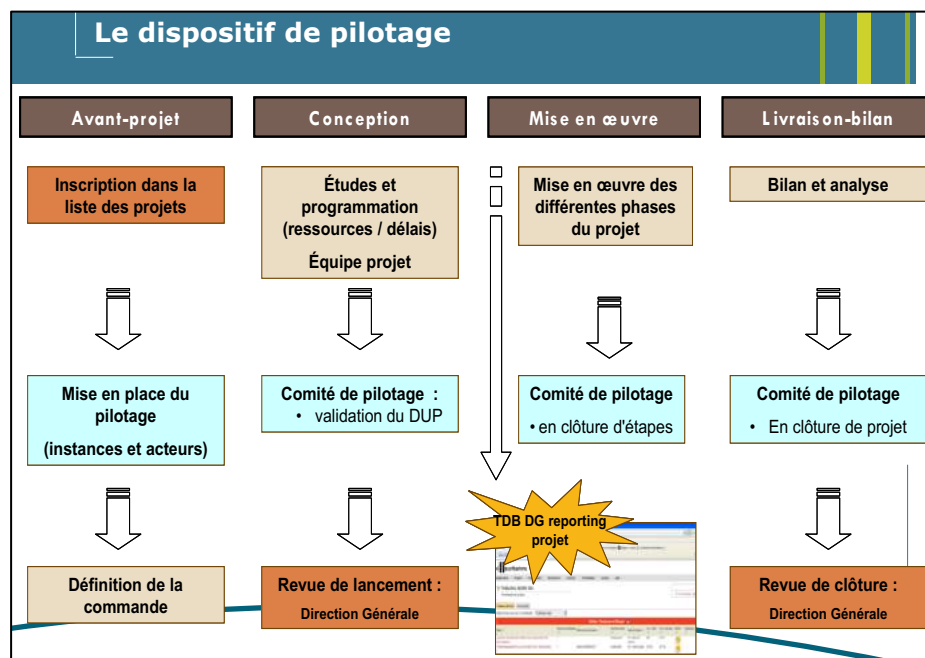 Le dispositif de pilotage
Avant-projet
Conception
Mise en œuvre
Livraison-bilan
Inscription dans la
liste des projets
Études et
programmation
(ressources / délais)
Équipe projet
Mise en œuvre des
différentes phases
du projet
Bilan et analyse
Mise en place du
pilotage
(instances et acteurs)
Comité de pilotage :
• validation du DUP
Comité de pilotage
• en clôture d'étapes
Comité de pilotage
• En clôture de projet
TDB DG reporting
projet
Définition de la
commande
Revue de lancement :
Direction Générale
Revue de clôture :
Direction Générale